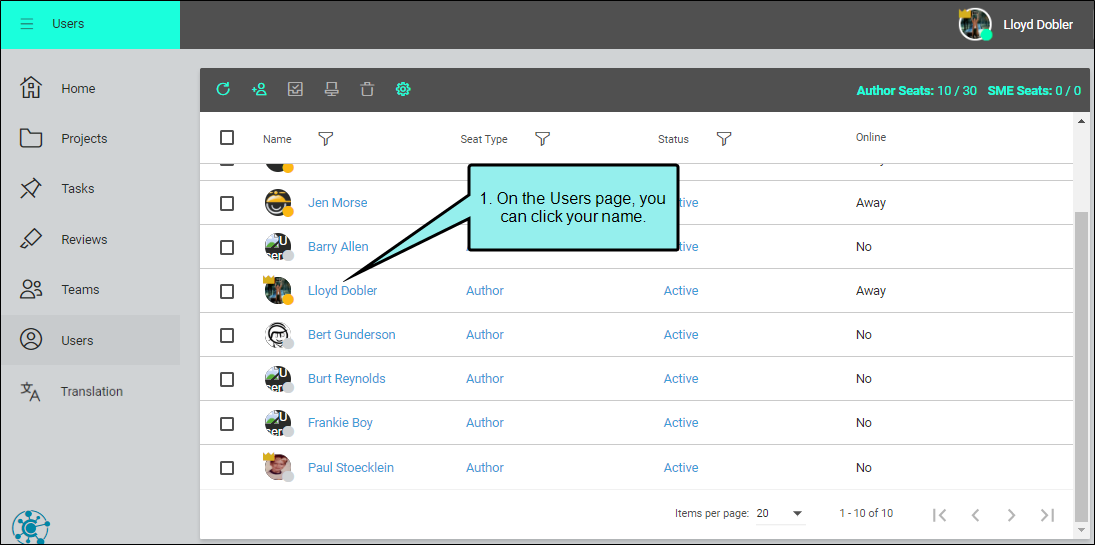 Users
Lloyd Dobler
Home
Projects
Tasks
Reviews
Teams
Users
Translation
Author Seats: 10 / 30 SME Seats: 0 / 0
Name Seat Type Status Online
1. On the Users page, you
can click your name.
Jen Morse Away
Barry Allen No
Lloyd Dobler Author Active Away
Bert Gunderson Author Active No
Burt Reynolds Author Active No
Frankie Boy Author Active No
Paul Stoecklein Author Active No
Items per page: 20 1 - 10 of 10